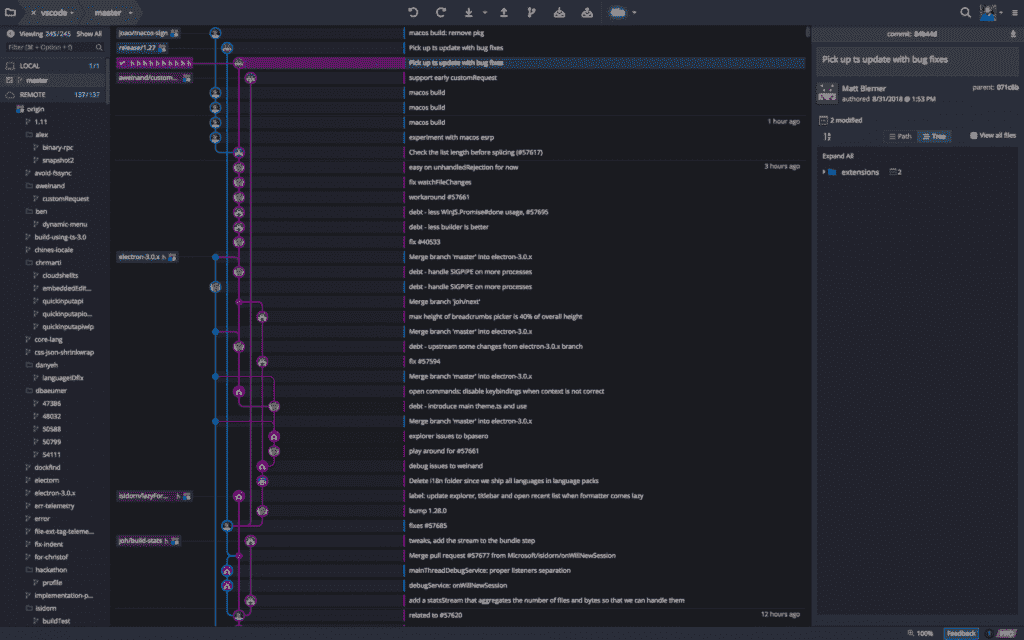 vscode
master
Viewing 345/345 Show All
Filter (⌘ + Option + f)
LOCAL 1/1
master
REMOTE 137/137
origin
1.11
alex
binary-rpc
snapshot2
avoid-fsync
aweinand
customRequest
ben
dynamic-menu
build-using-ts-3.0
chines-locale
chrmarti
cloudshellts
embeddedEdit...
quickinputapi
quickinputapio...
quickinputapiwip
core-lang
css-json-shrinkwrap
danyeh
languageIDfix
dbaeumer
47386
48032
50588
50799
54111
dockfind
electorn
electron-3.0.x
err-telemetry
error
file-ext-tag-teleme...
fix-indent
for-christof
hackathon
profile
implementation-p...
isidorn
buildTest
joao/macos-sign
release/1.27
aweinand/custom...
electron-3.0.x
isidorn/lazyFor...
joh/build-stats
macos build: remove pkg
Pick up ts update with bug fixes
Pick up ts update with bug fixes
support early customRequest
macos build
macos build
macos build
1 hour ago
experiment with macos esrp
Check the list length before splicing (#57617)
easy on unhandledRejection for now
3 hours ago
fix watchFileChanges
workaround #57661
debt - less WinJS.Promise#done usage, #57695
debt - less builder is better
fix #40533
Merge branch 'master' into electron-3.0.x
debt - handle SIGPIPE on more processes
debt - handle SIGPIPE on more processes
Merge branch 'joh/next'
max height of breadcrumbs picker is 40% of overall height
Merge branch 'master' into electron-3.0.x
debt - upstream some changes from electron-3.0.x branch
fix #57594
Merge branch 'master' into electron-3.0.x
open commands: disable keybindings when context is not correct
debt - introduce main theme.ts and use
Merge branch 'master' into electron-3.0.x
explorer issues to bpasero
play around for #57661
debug issues to weinand
Delete i18n folder since we ship all languages in language packs
label: update explorer, titlebar and open recent list when formatter comes lazy
bump 1.28.0
fixes #57685
tweaks, add the stream to the bundle step
Merge pull request #57677 from Microsoft/isidorn/onWillNewSession
mainThreadDebugService: proper listeners separation
debugService: onWillNewSession
add a statsStream that aggregates the number of files and bytes so that we can handle them
related to #57620
12 hours ago
commit: 84b44d
Pick up ts update with bug fixes
Matt Bierner
authored 8/31/2018 @ 1:53 PM
parent: 071c6b
2 modified
Path
Tree
View all files
Expand All
extensions
2
100%
Feedback